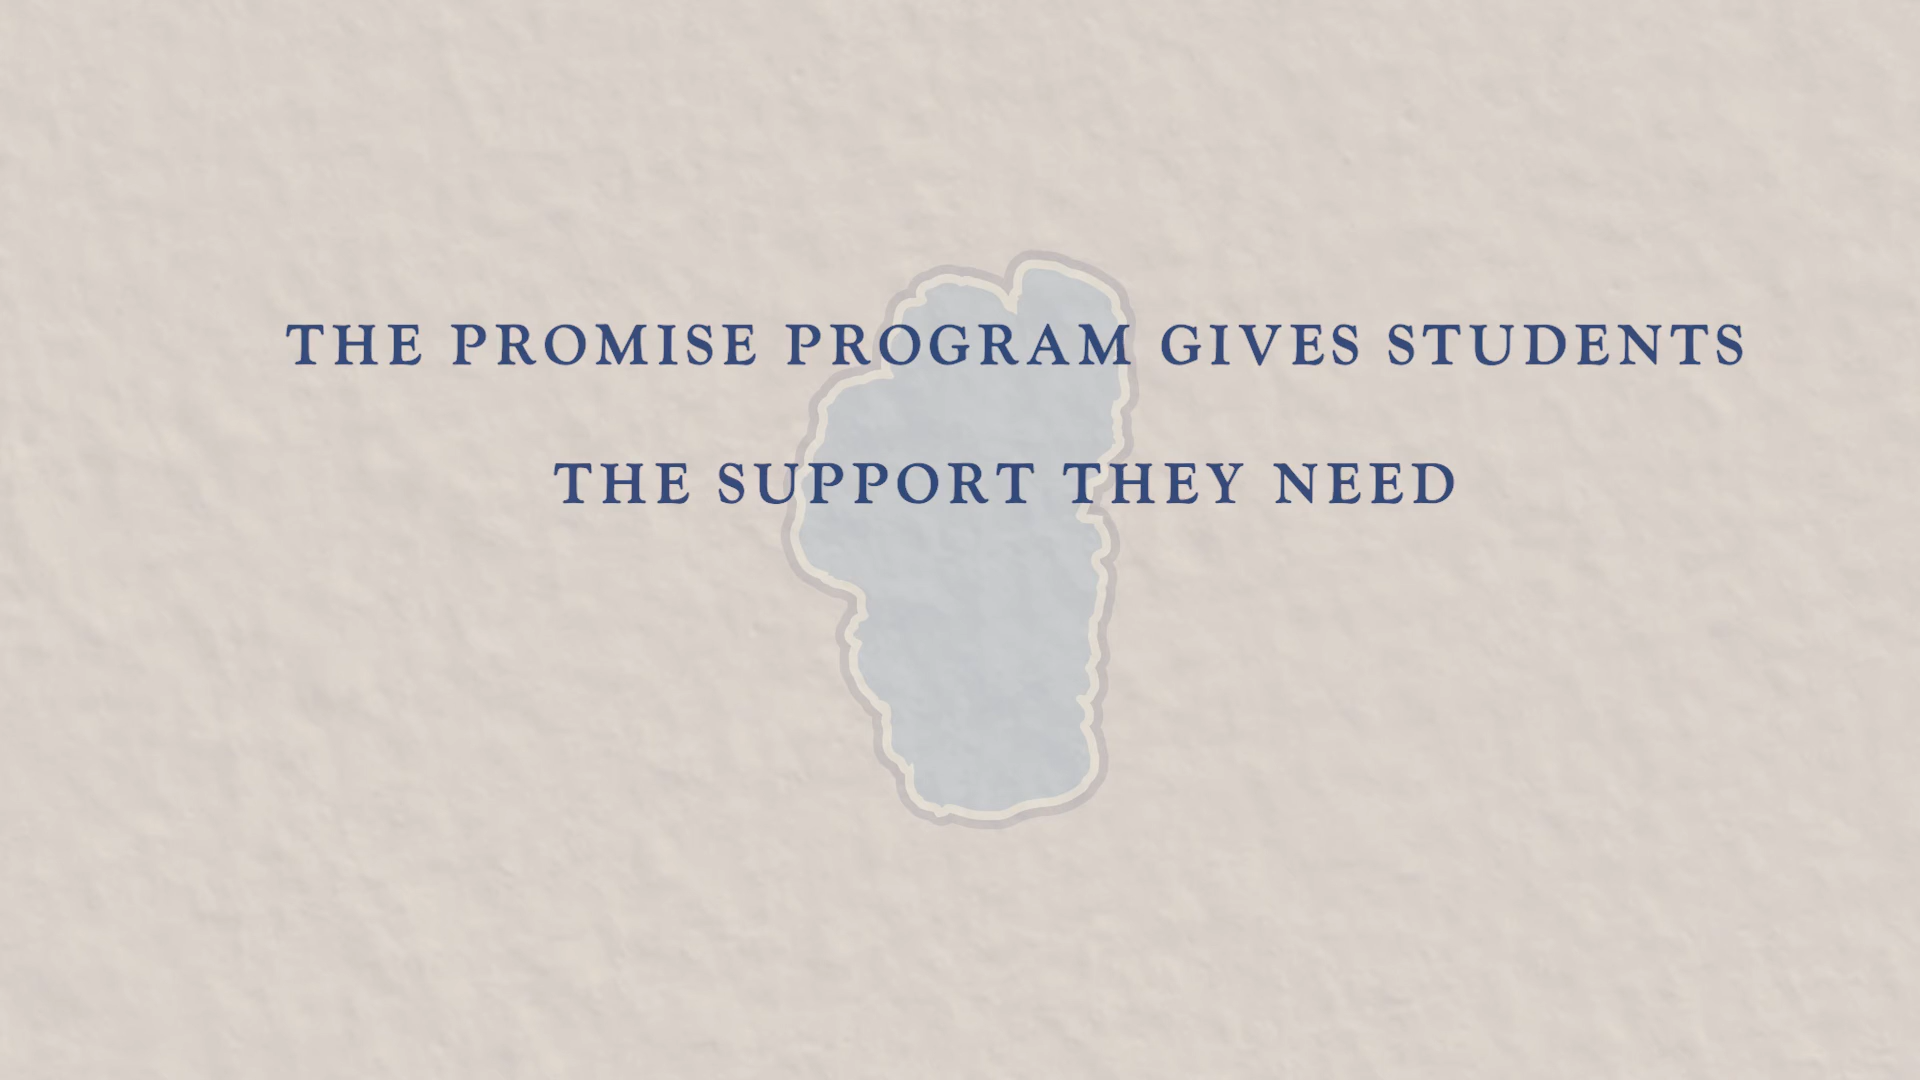 THE PROMISE PROGRAM GIVES STUDENTS
THE SUPPORT THEY NEED